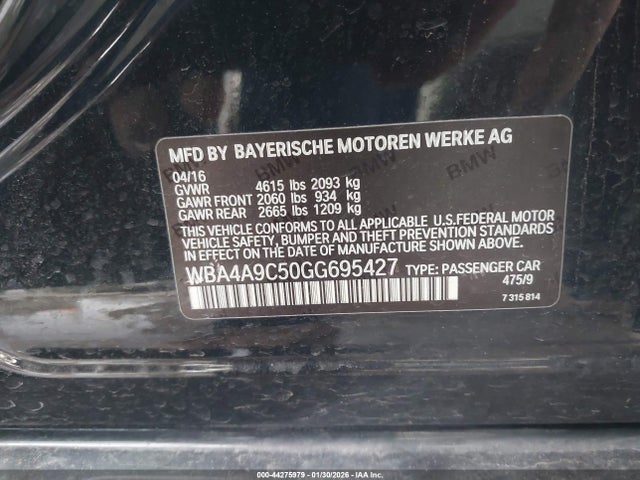 MFD BY BAYERISCHE MOTOREN WERKE AG
04/16
GVWR 4615 lbs 2093 kg
GAWR FRONT 2060 lbs 934 kg
GAWR REAR 2665 lbs 1209 kg
THIS VEHICLE CONFORMS TO ALL APPLICABLE U.S.FEDERAL MOTOR
VEHICLE SAFETY, BUMPER, AND THEFT PREVENTION STANDARDS
IN EFFECT ON THE DATE OF MANUFACTURE SHOWN ABOVE.
WBA4A9C50GG695427 TYPE: PASSENGER CAR
475/9
7 315 814
000-44275979 | 01/30/2026 | IAA Inc.